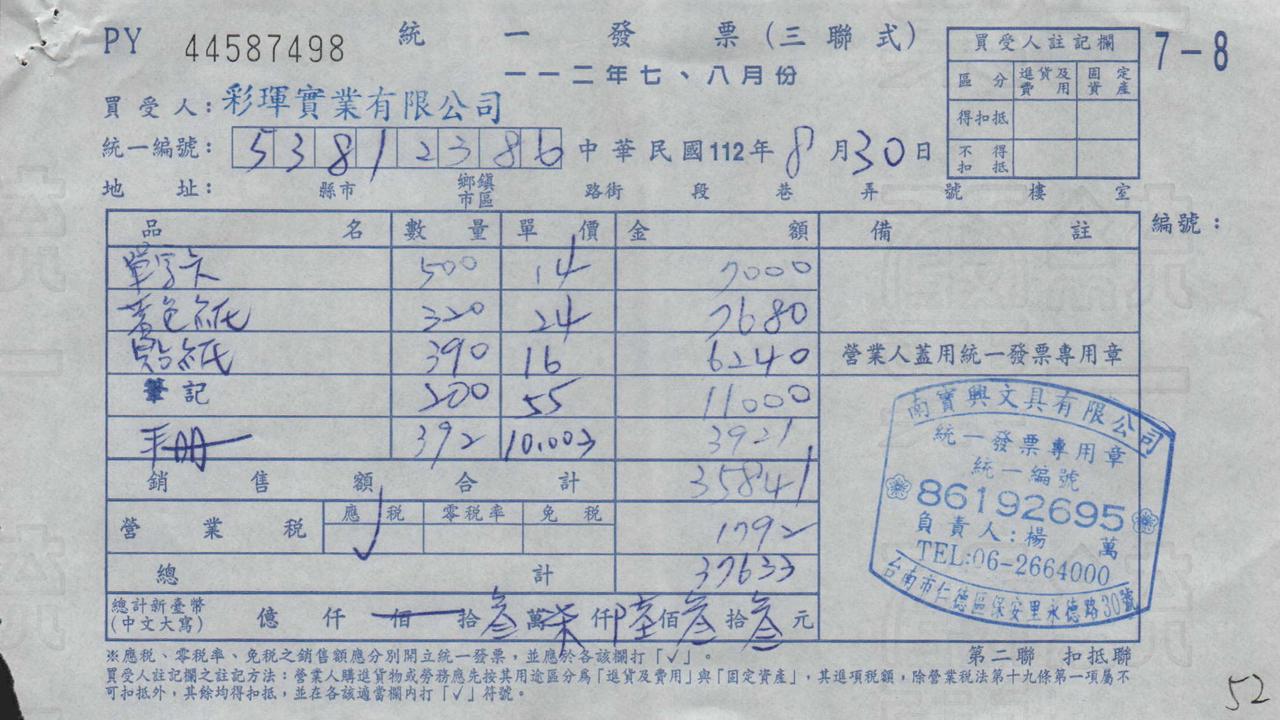 PY 44587498 統一發票(三聯式)
一一二年七、八月份
7-8
買受人註記欄
區分 進貨及費用 固定資產
得扣抵
不得扣抵
買受人:彩琿實業有限公司
統一編號: 53812386 中華民國112年8月30日
地址: 縣市 鄉鎮市區 路街 段 巷 弄 號 樓 室
品名 數量 單價 金額 備註 編號:
單字卡 500 14 7000
黃色紙 320 24 7680
貼紙 390 16 6240 營業人蓋用統一發票專用章
筆記 200 55 11000
手冊 392 10.003 3921
銷售額合計 35841
營業稅 應稅 √ 零稅率 免稅 1792
總計 37633
總計新臺幣(中文大寫) 億 仟 佰 拾 叁 萬 柒 仟 陸 佰 叁 拾 叁 元
南寶興文具有限公司
統一發票專用章
統一編號
86192695
負責人:楊 萬
TEL:06-2664000
台南市仁德區保安里永德路30號
※應稅、零稅率、免稅之銷售額應分別開立統一發票,並應於各該欄打「√」。 第二聯 扣抵聯
買受人註記欄之註記方法:營業人購進貨物或勞務應先按其用途區分為「進貨及費用」與「固定資產」,其進項稅額,除營業稅法第十九條第一項屬不
可扣抵外,其餘均得扣抵,並在各該適當欄內打「√」符號。
52